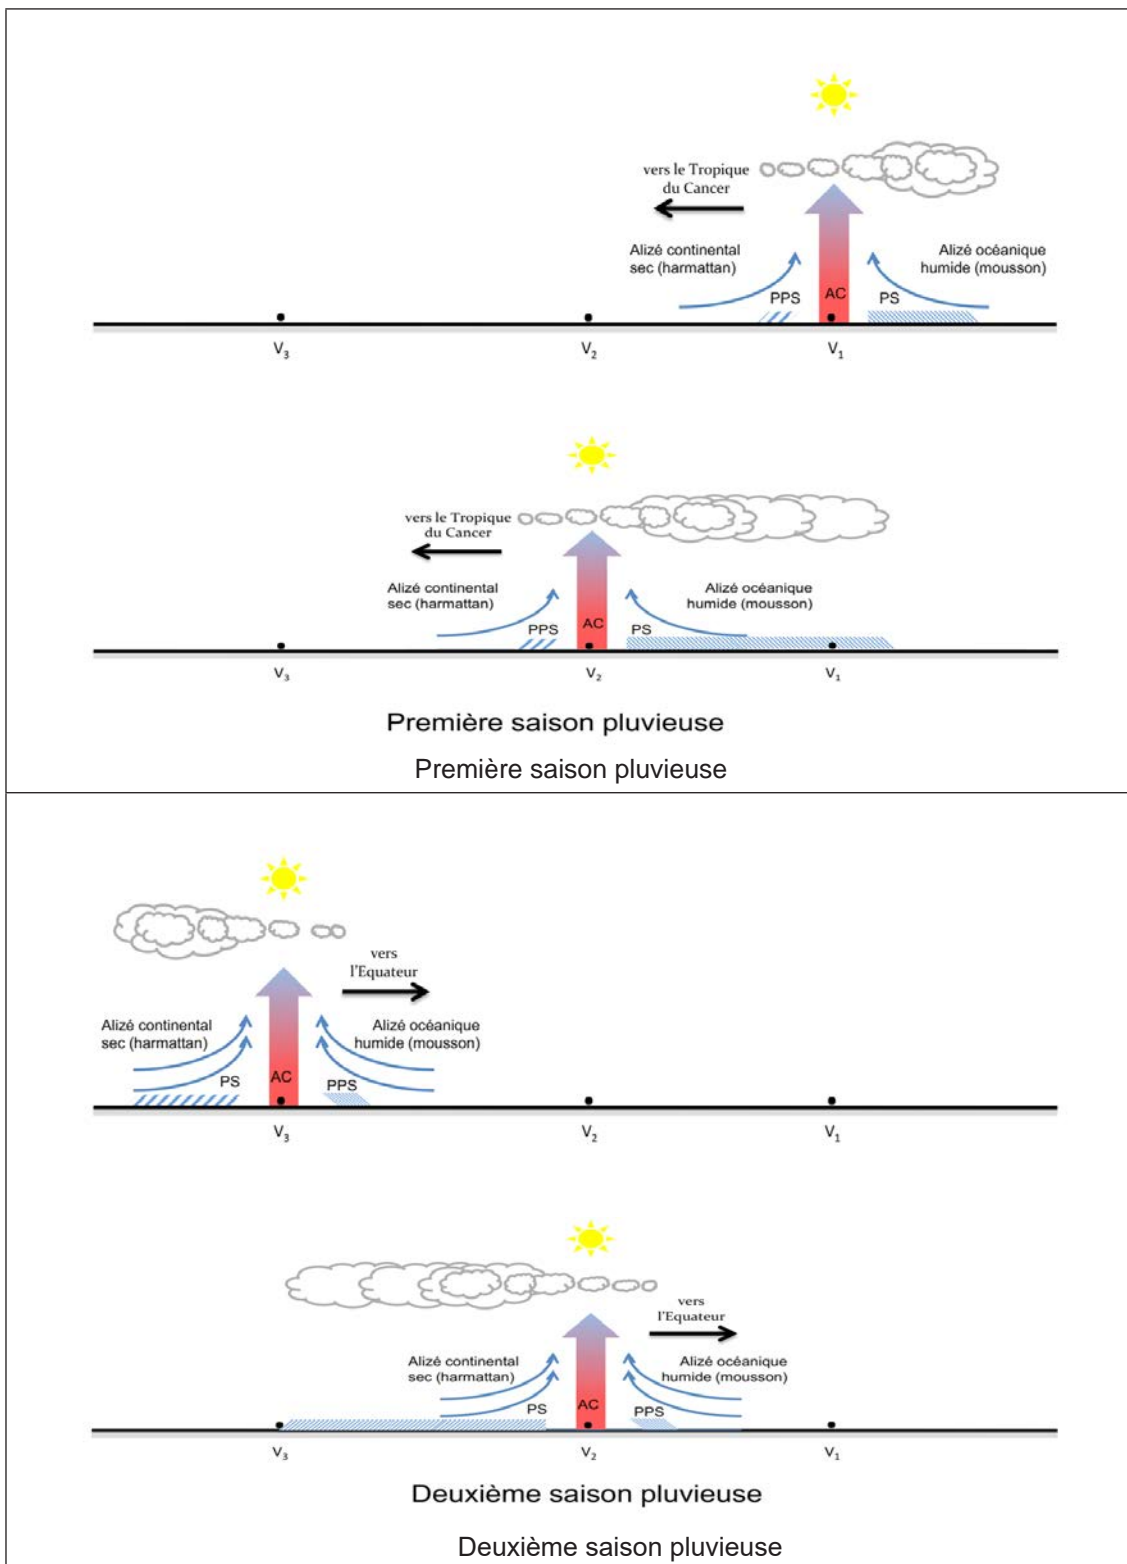 vers le Tropique
du Cancer
Alizé continental
sec (harmattan)
Alizé océanique
humide (mousson)
PPS
AC
PS
V3
V2
V1
vers le Tropique
du Cancer
Alizé continental
sec (harmattan)
Alizé océanique
humide (mousson)
PPS
AC
PS
V3
V2
V1
Première saison pluvieuse
Première saison pluvieuse
vers
l'Equateur
Alizé continental
sec (harmattan)
Alizé océanique
humide (mousson)
PS
AC
PPS
V3
V2
V1
vers
l'Equateur
Alizé continental
sec (harmattan)
Alizé océanique
humide (mousson)
PS
AC
PPS
V3
V2
V1
Deuxième saison pluvieuse
Deuxième saison pluvieuse